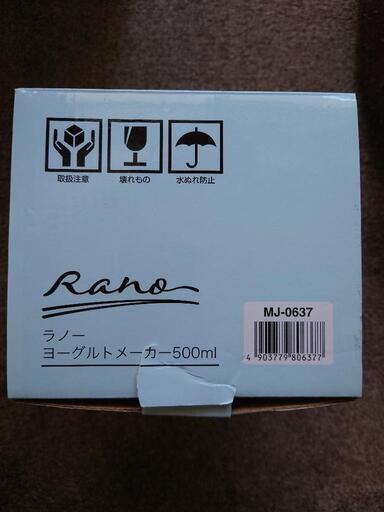 取扱注意
壊れもの
水ぬれ防止
Rano
ラノー
ヨーグルトメーカー500ml
MJ-0637
4 903779 806377